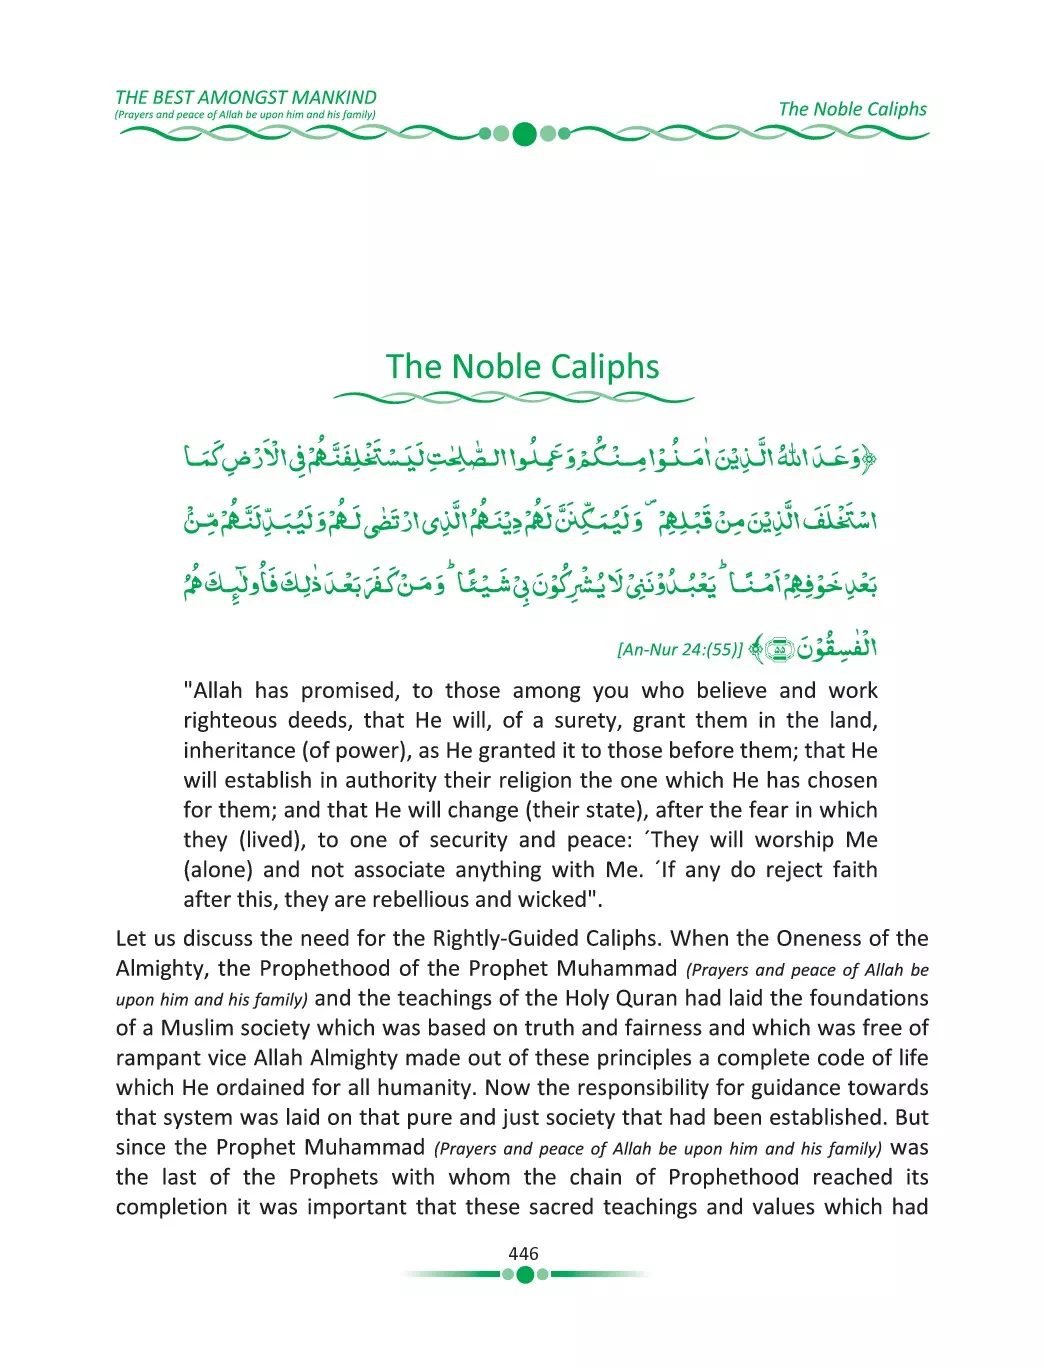 THE BEST AMONGST MANKIND
(Prayers and peace of Allah be upon him and his family)
The Noble Caliphs
The Noble Caliphs
﴿وَعَدَ اللّٰهُ الَّذِيْنَ اٰمَنُوْا مِنْكُمْ وَعَمِلُوا الصّٰلِحٰتِ لَيَسْتَخْلِفَنَّهُمْ فِي الْاَرْضِ كَمَا
اسْتَخْلَفَ الَّذِيْنَ مِنْ قَبْلِهِمْ ۪ وَلَيُمَكِّنَنَّ لَهُمْ دِيْنَهُمُ الَّذِى ارْتَضٰى لَهُمْ وَلَيُبَدِّلَنَّهُمْ مِّنْۢ
بَعْدِ خَوْفِهِمْ اَمْنًا ؕ يَعْبُدُوْنَنِيْ لَا يُشْرِكُوْنَ بِيْ شَيْـًٔا ؕ وَمَنْ كَفَرَ بَعْدَ ذٰلِكَ فَاُولٰٓئِكَ هُمُ
الْفٰسِقُوْنَ ۝۵۵﴾ [An-Nur 24:(55)]
"Allah has promised, to those among you who believe and work
righteous deeds, that He will, of a surety, grant them in the land,
inheritance (of power), as He granted it to those before them; that He
will establish in authority their religion the one which He has chosen
for them; and that He will change (their state), after the fear in which
they (lived), to one of security and peace: ´They will worship Me
(alone) and not associate anything with Me. ´If any do reject faith
after this, they are rebellious and wicked".
Let us discuss the need for the Rightly-Guided Caliphs. When the Oneness of the
Almighty, the Prophethood of the Prophet Muhammad (Prayers and peace of Allah be
upon him and his family) and the teachings of the Holy Quran had laid the foundations
of a Muslim society which was based on truth and fairness and which was free of
rampant vice Allah Almighty made out of these principles a complete code of life
which He ordained for all humanity. Now the responsibility for guidance towards
that system was laid on that pure and just society that had been established. But
since the Prophet Muhammad (Prayers and peace of Allah be upon him and his family) was
the last of the Prophets with whom the chain of Prophethood reached its
completion it was important that these sacred teachings and values which had
446